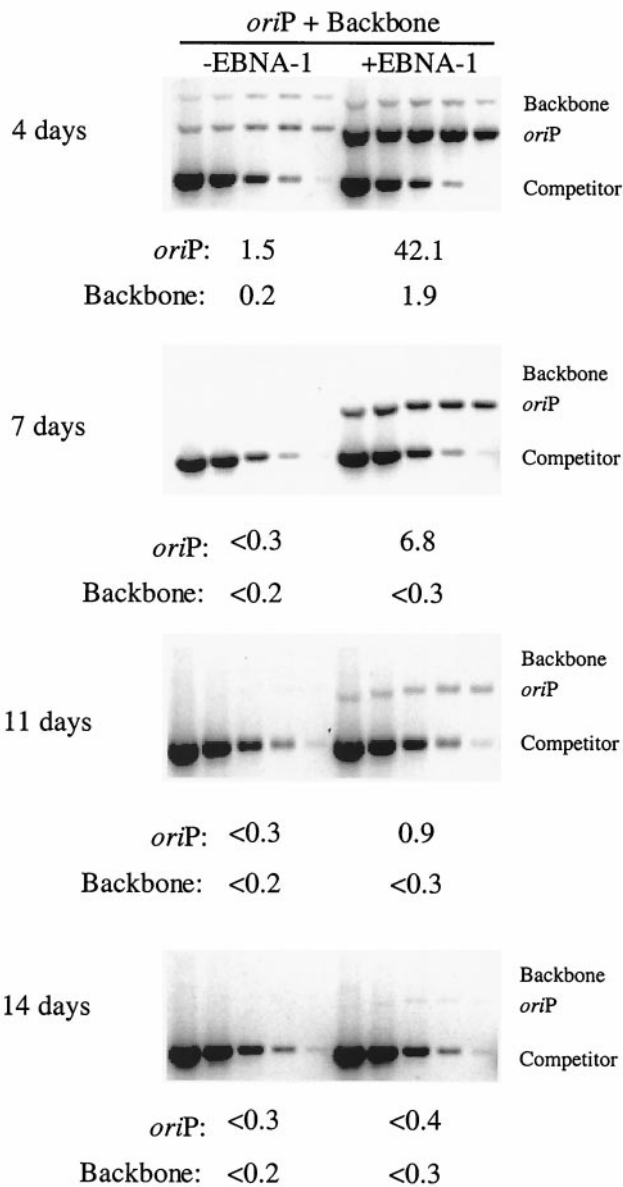 oriP + Backbone
-EBNA-1 +EBNA-1
4 days
Backbone
oriP
Competitor
oriP: 1.5 42.1
Backbone: 0.2 1.9
7 days
Backbone
oriP
Competitor
oriP: <0.3 6.8
Backbone: <0.2 <0.3
11 days
Backbone
oriP
Competitor
oriP: <0.3 0.9
Backbone: <0.2 <0.3
14 days
Backbone
oriP
Competitor
oriP: <0.3 <0.4
Backbone: <0.2 <0.3